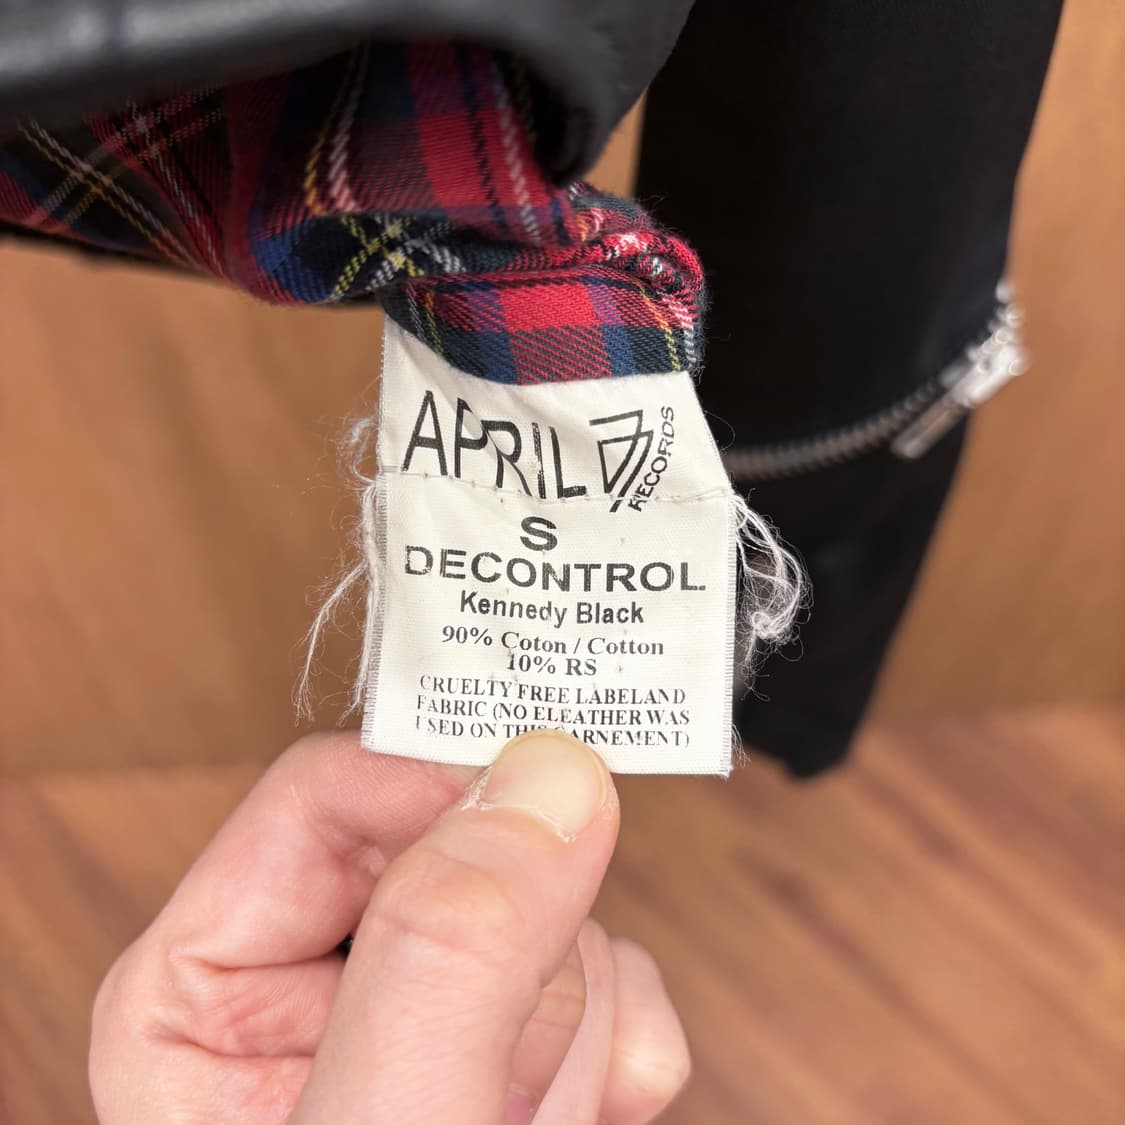 APRIL 77 RECORDS
S
DECONTROL
Kennedy Black
90% Coton / Cotton
10% RS
CRUELTY FREE LABELAND
FABRIC (NO ELEATHER WAS
USED ON THIS GARNEMENT)